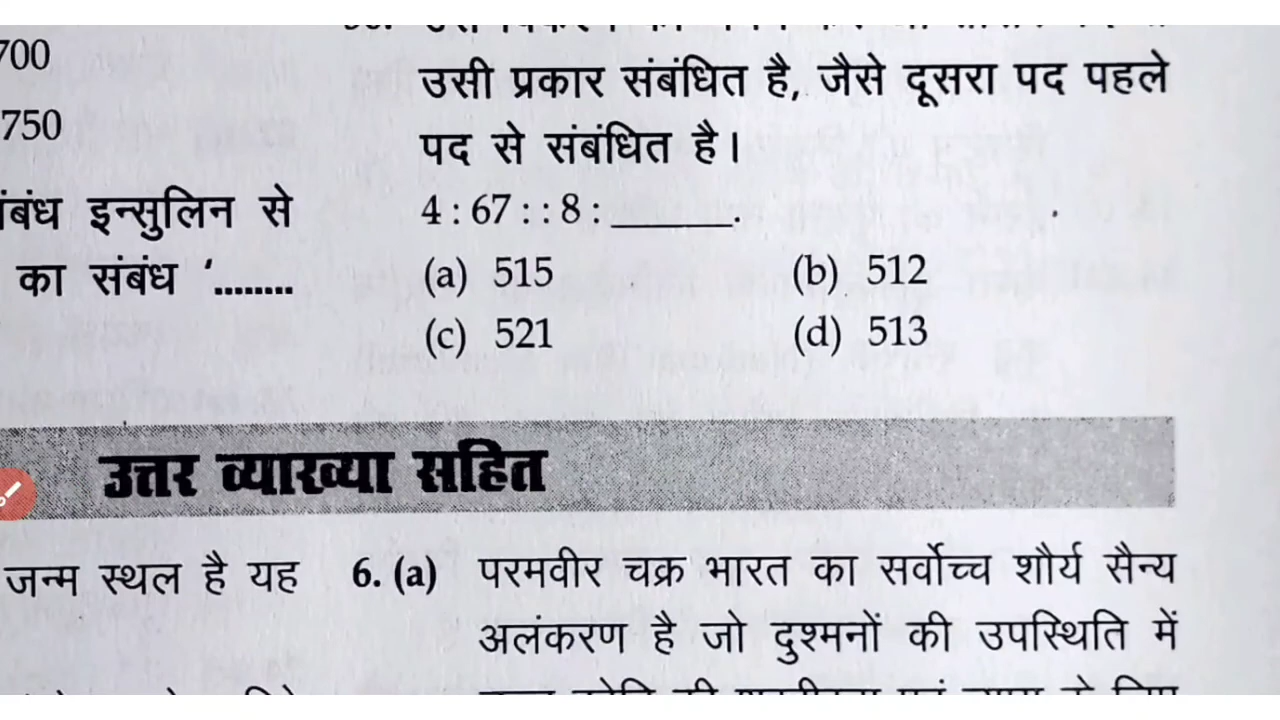 700
750
ंबंध इन्सुलिन से
का संबंध ‘........
उसी प्रकार संबंधित है, जैसे दूसरा पद पहले
पद से संबंधित है।
4 : 67 : : 8 : ______.
(a) 515 (b) 512
(c) 521 (d) 513
उत्तर व्याख्या सहित
जन्म स्थल है यह
6. (a) परमवीर चक्र भारत का सर्वोच्च शौर्य सैन्य
अलंकरण है जो दुश्मनों की उपस्थिति में